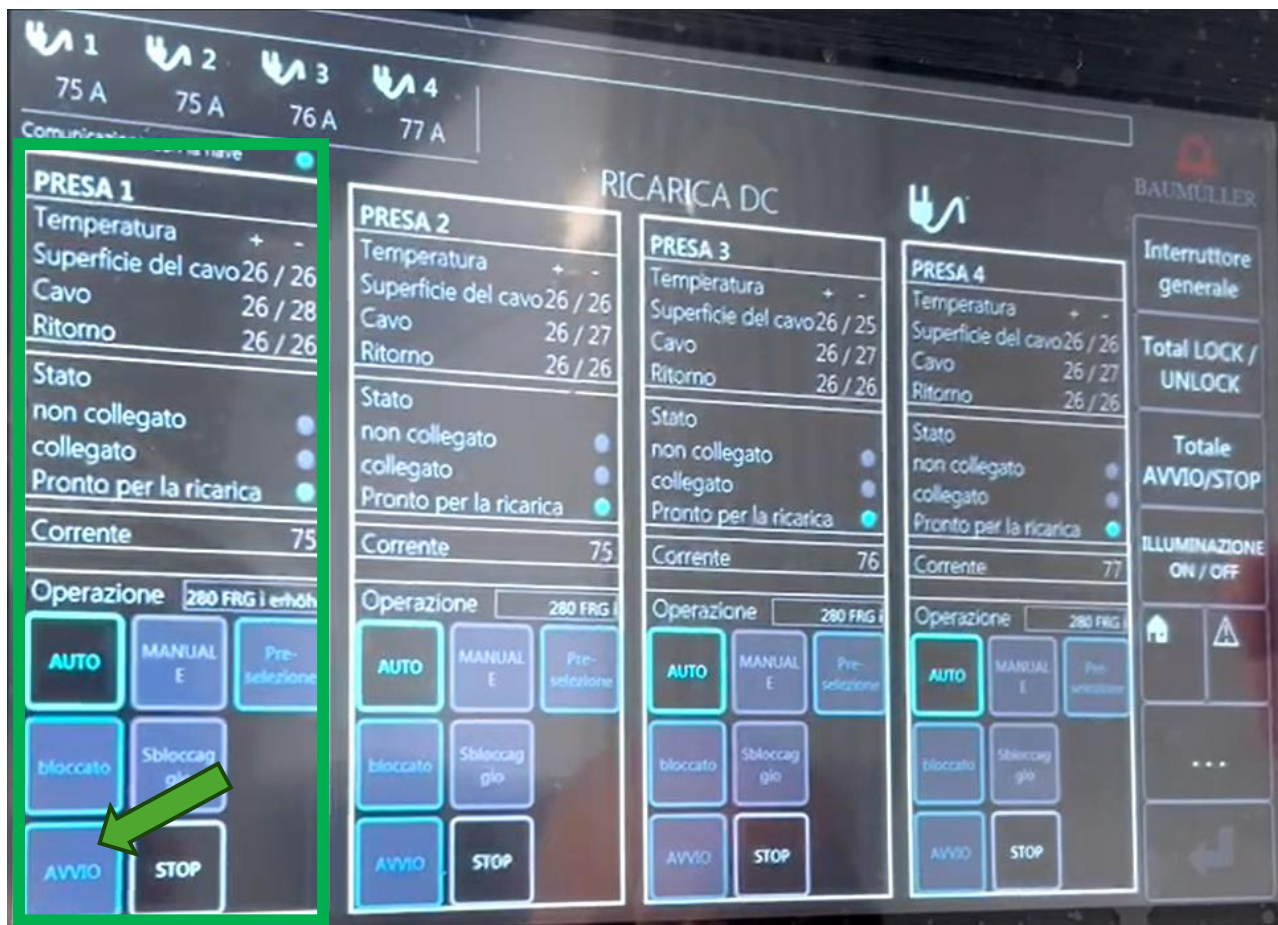 1
2
3
4
75 A
75 A
76 A
77 A
nave
RICARICA DC
BAUMÜLLER
PRESA 1
Temperatura + -
Superficie del cavo 26 / 26
Cavo 26 / 28
Ritorno 26 / 26
Stato
non collegato
collegato
Pronto per la ricarica
Corrente 75
Operazione 280 FRG i erhöh
AUTO
MANUAL
E
Pre-
selezione
bloccato
Sbloccag
AVVIO
STOP
PRESA 2
Temperatura + -
Superficie del cavo 26 / 26
Cavo 26 / 27
Ritorno 26 / 26
Stato
non collegato
collegato
Pronto per la ricarica
Corrente 75
Operazione 280 FRG i
AUTO
MANUAL
E
Pre-
selezione
bloccato
Sbloccag
gio
AVVIO
STOP
PRESA 3
Temperatura + -
Superficie del cavo 26 / 25
Cavo 26 / 27
Ritorno 26 / 26
Stato
non collegato
collegato
Pronto per la ricarica
Corrente 76
Operazione 280 FRG i
AUTO
MANUAL
E
Pre-
selezione
bloccato
Sbloccag
gio
AVVIO
STOP
PRESA 4
Temperatura + -
Superficie del cavo 26 / 26
Cavo 26 / 27
Ritorno 26 / 26
Stato
non collegato
collegato
Pronto per la ricarica
Corrente 77
Operazione 280 FRG i
AUTO
MANUAL
E
Pre-
selezione
bloccato
Sbloccag
gio
AVVIO
STOP
Interruttore
generale
Total LOCK /
UNLOCK
Totale
AVVIO/STOP
ILLUMINAZIONE
ON / OFF
...